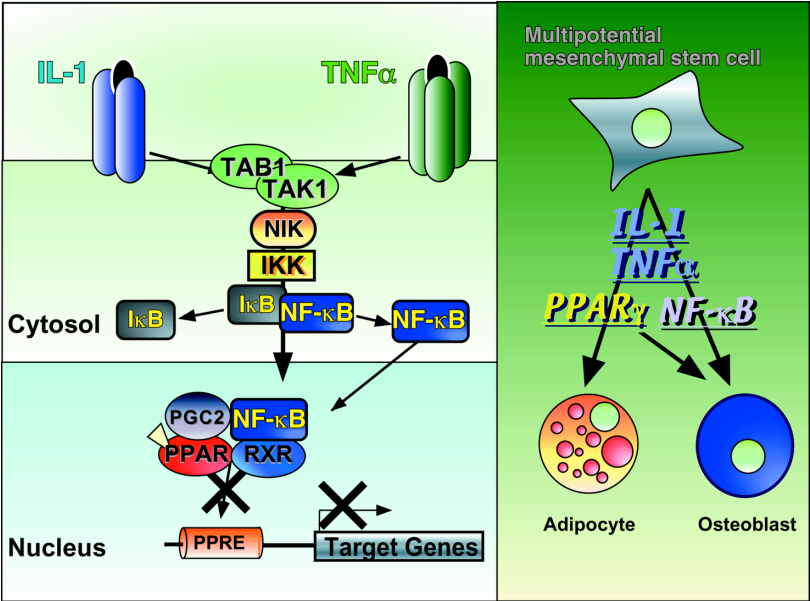 IL-1
TNFα
TAB1
TAK1
NIK
IKK
IκB
IκB
NF-κB
NF-κB
Cytosol
PGC2
NF-κB
PPAR
RXR
PPRE
Target Genes
Nucleus
Multipotential
mesenchymal stem cell
IL-1
TNFα
PPARγ NF-κB
Adipocyte
Osteoblast